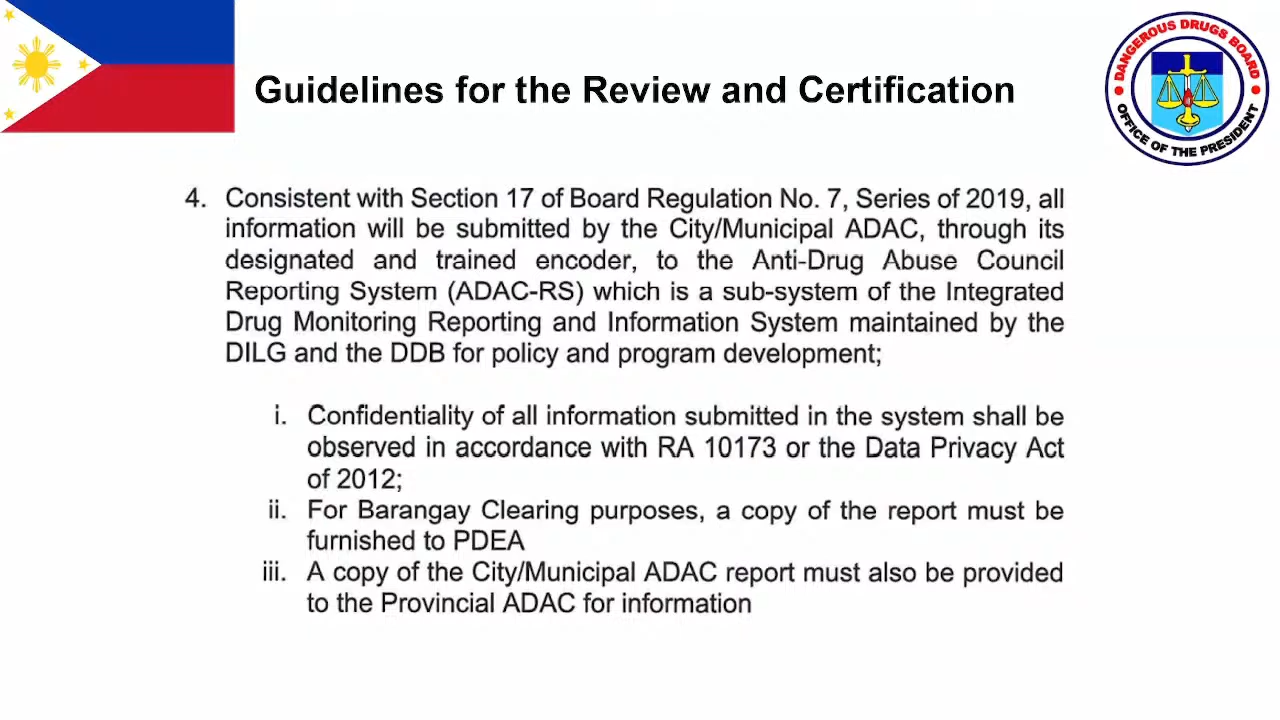 Guidelines for the Review and Certification
DANGEROUS DRUGS BOARD
OFFICE OF THE PRESIDENT
4. Consistent with Section 17 of Board Regulation No. 7, Series of 2019, all
information will be submitted by the City/Municipal ADAC, through its
designated and trained encoder, to the Anti-Drug Abuse Council
Reporting System (ADAC-RS) which is a sub-system of the Integrated
Drug Monitoring Reporting and Information System maintained by the
DILG and the DDB for policy and program development;
i. Confidentiality of all information submitted in the system shall be
observed in accordance with RA 10173 or the Data Privacy Act
of 2012;
ii. For Barangay Clearing purposes, a copy of the report must be
furnished to PDEA
iii. A copy of the City/Municipal ADAC report must also be provided
to the Provincial ADAC for information